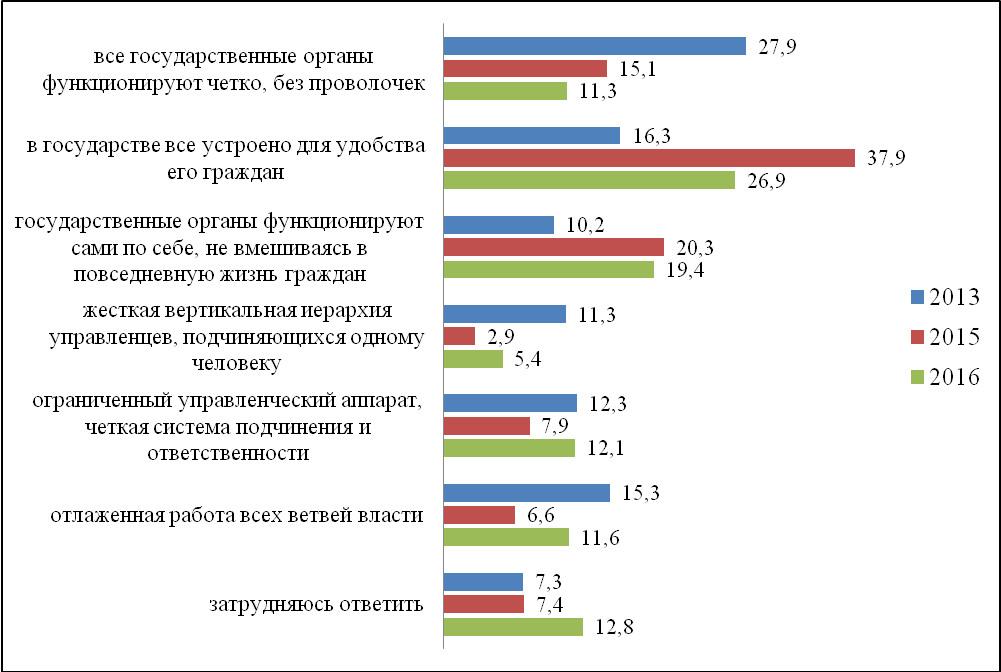 все государственные органы
функционируют четко, без проволочек
27,9
15,1
11,3
в государстве все устроено для удобства
его граждан
16,3
37,9
26,9
государственные органы функционируют
сами по себе, не вмешиваясь в
повседневную жизнь граждан
10,2
20,3
19,4
жесткая вертикальная иерархия
управленцев, подчиняющихся одному
человеку
11,3
2,9
5,4
ограниченный управленческий аппарат,
четкая система подчинения и
ответственности
12,3
7,9
12,1
отлаженная работа всех ветвей власти
15,3
6,6
11,6
затрудняюсь ответить
7,3
7,4
12,8
2013
2015
2016